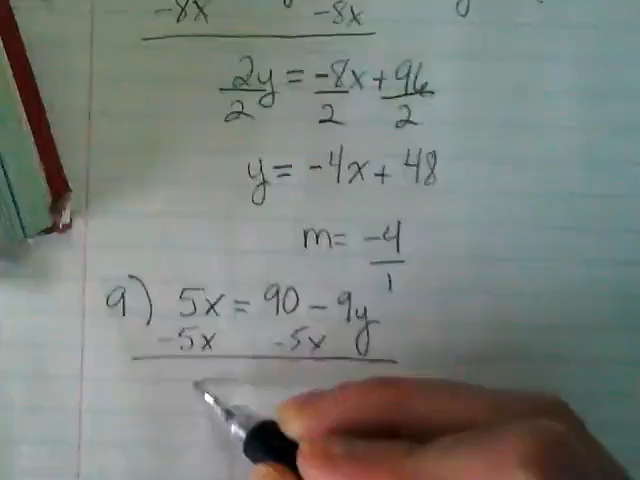 -8x -8x
2y = -8x + 96
2 2 2
y = -4x + 48
m = -4
1
9) 5x = 90 - 9y
-5x -5x